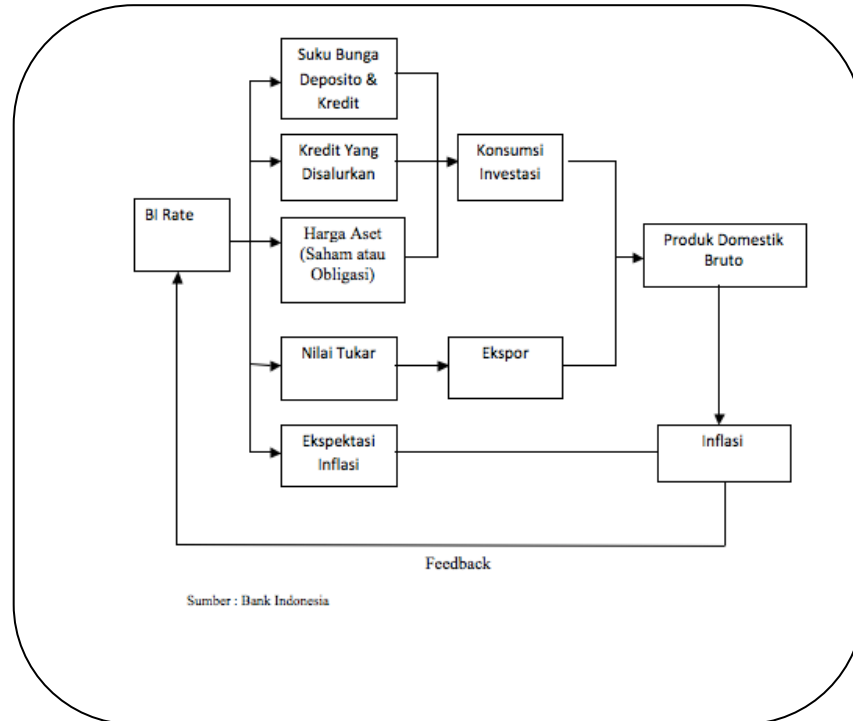 Suku Bunga
Deposito &
Kredit
Kredit Yang
Disalurkan
Konsumsi
Investasi
BI Rate
Harga Aset
(Saham atau
Obligasi)
Produk Domestik
Bruto
Nilai Tukar
Ekspor
Ekspektasi
Inflasi
Inflasi
Feedback
Sumber : Bank Indonesia